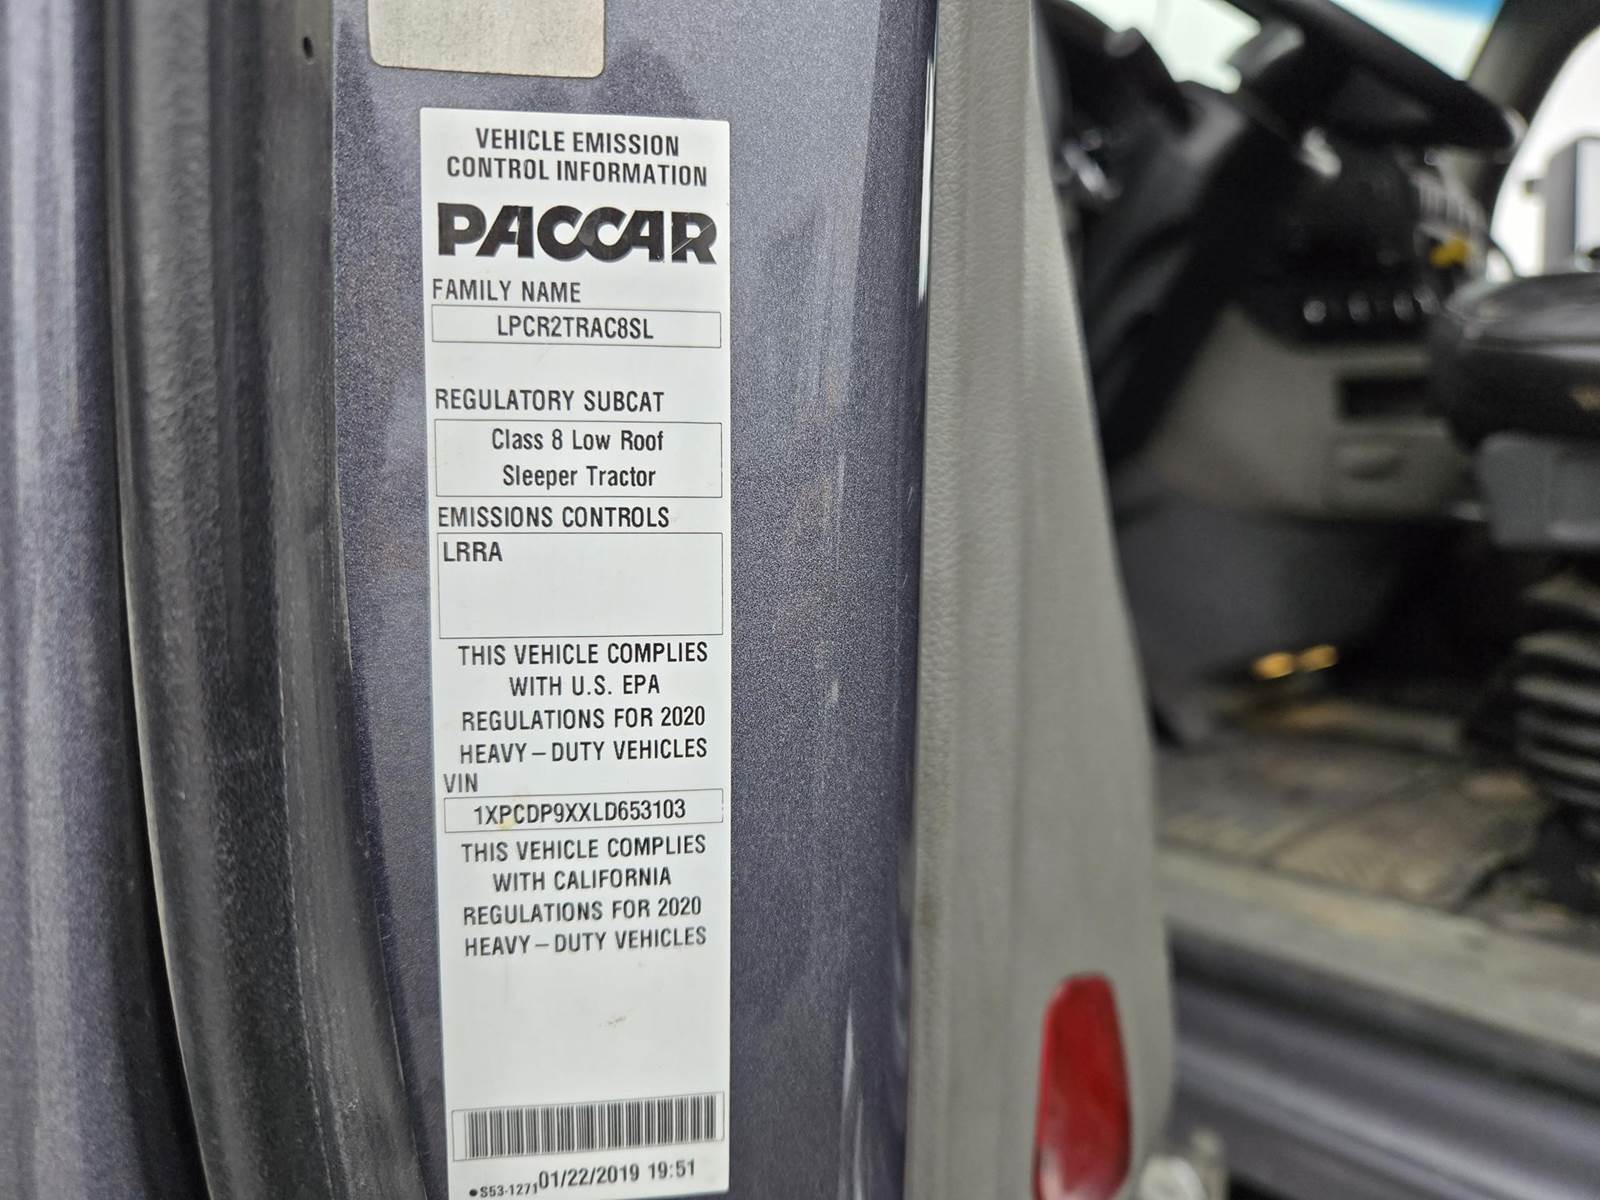 VEHICLE EMISSION
CONTROL INFORMATION
PACCAR
FAMILY NAME
LPCR2TRAC8SL
REGULATORY SUBCAT
Class 8 Low Roof
Sleeper Tractor
EMISSIONS CONTROLS
LRRA
THIS VEHICLE COMPLIES
WITH U.S. EPA
REGULATIONS FOR 2020
HEAVY–DUTY VEHICLES
VIN
1XPCDP9XXLD653103
THIS VEHICLE COMPLIES
WITH CALIFORNIA
REGULATIONS FOR 2020
HEAVY–DUTY VEHICLES
•S53-1271 01/22/2019 19:51